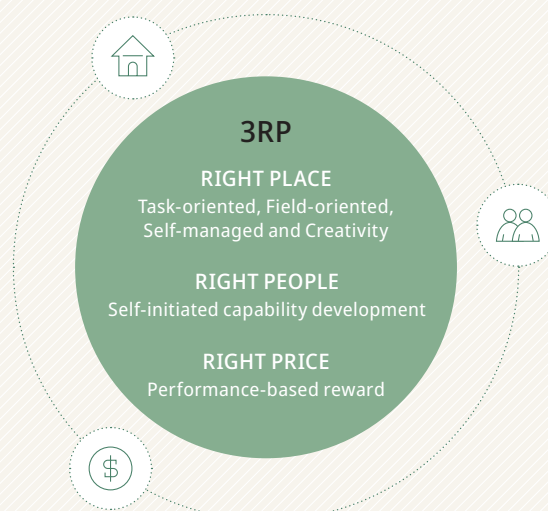 3RP
RIGHT PLACE
Task-oriented, Field-oriented,
Self-managed and Creativity
RIGHT PEOPLE
Self-initiated capability development
RIGHT PRICE
Performance-based reward
$